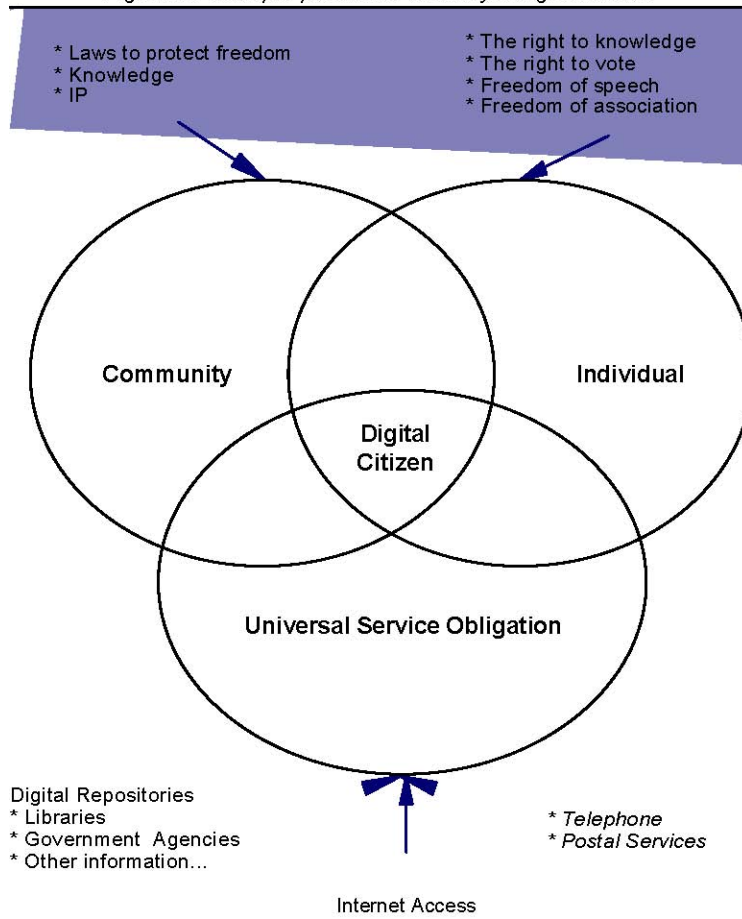 * Laws to protect freedom
* Knowledge
* IP
* The right to knowledge
* The right to vote
* Freedom of speech
* Freedom of association
Community
Individual
Digital
Citizen
Universal Service Obligation
Digital Repositories
* Libraries
* Government Agencies
* Other information...
* Telephone
* Postal Services
Internet Access